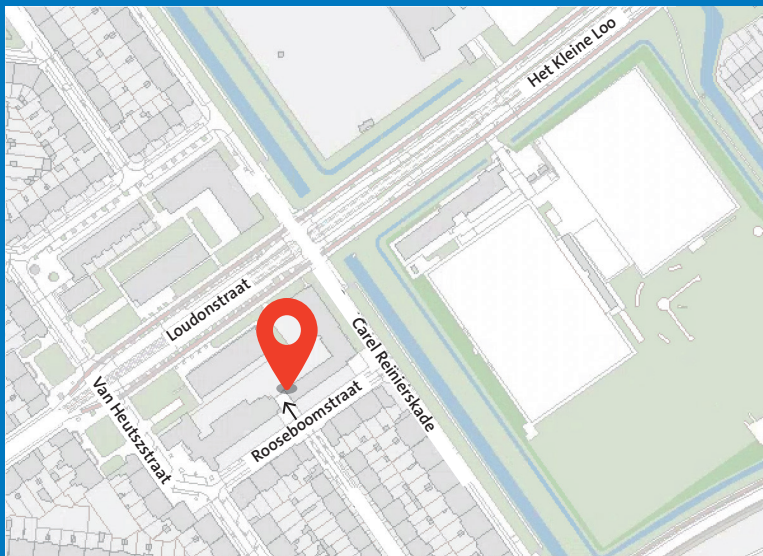 Het Kleine Loo
Loudonstraat
Carel Reinierskade
Van Heutszstraat
Rooseboomstraat